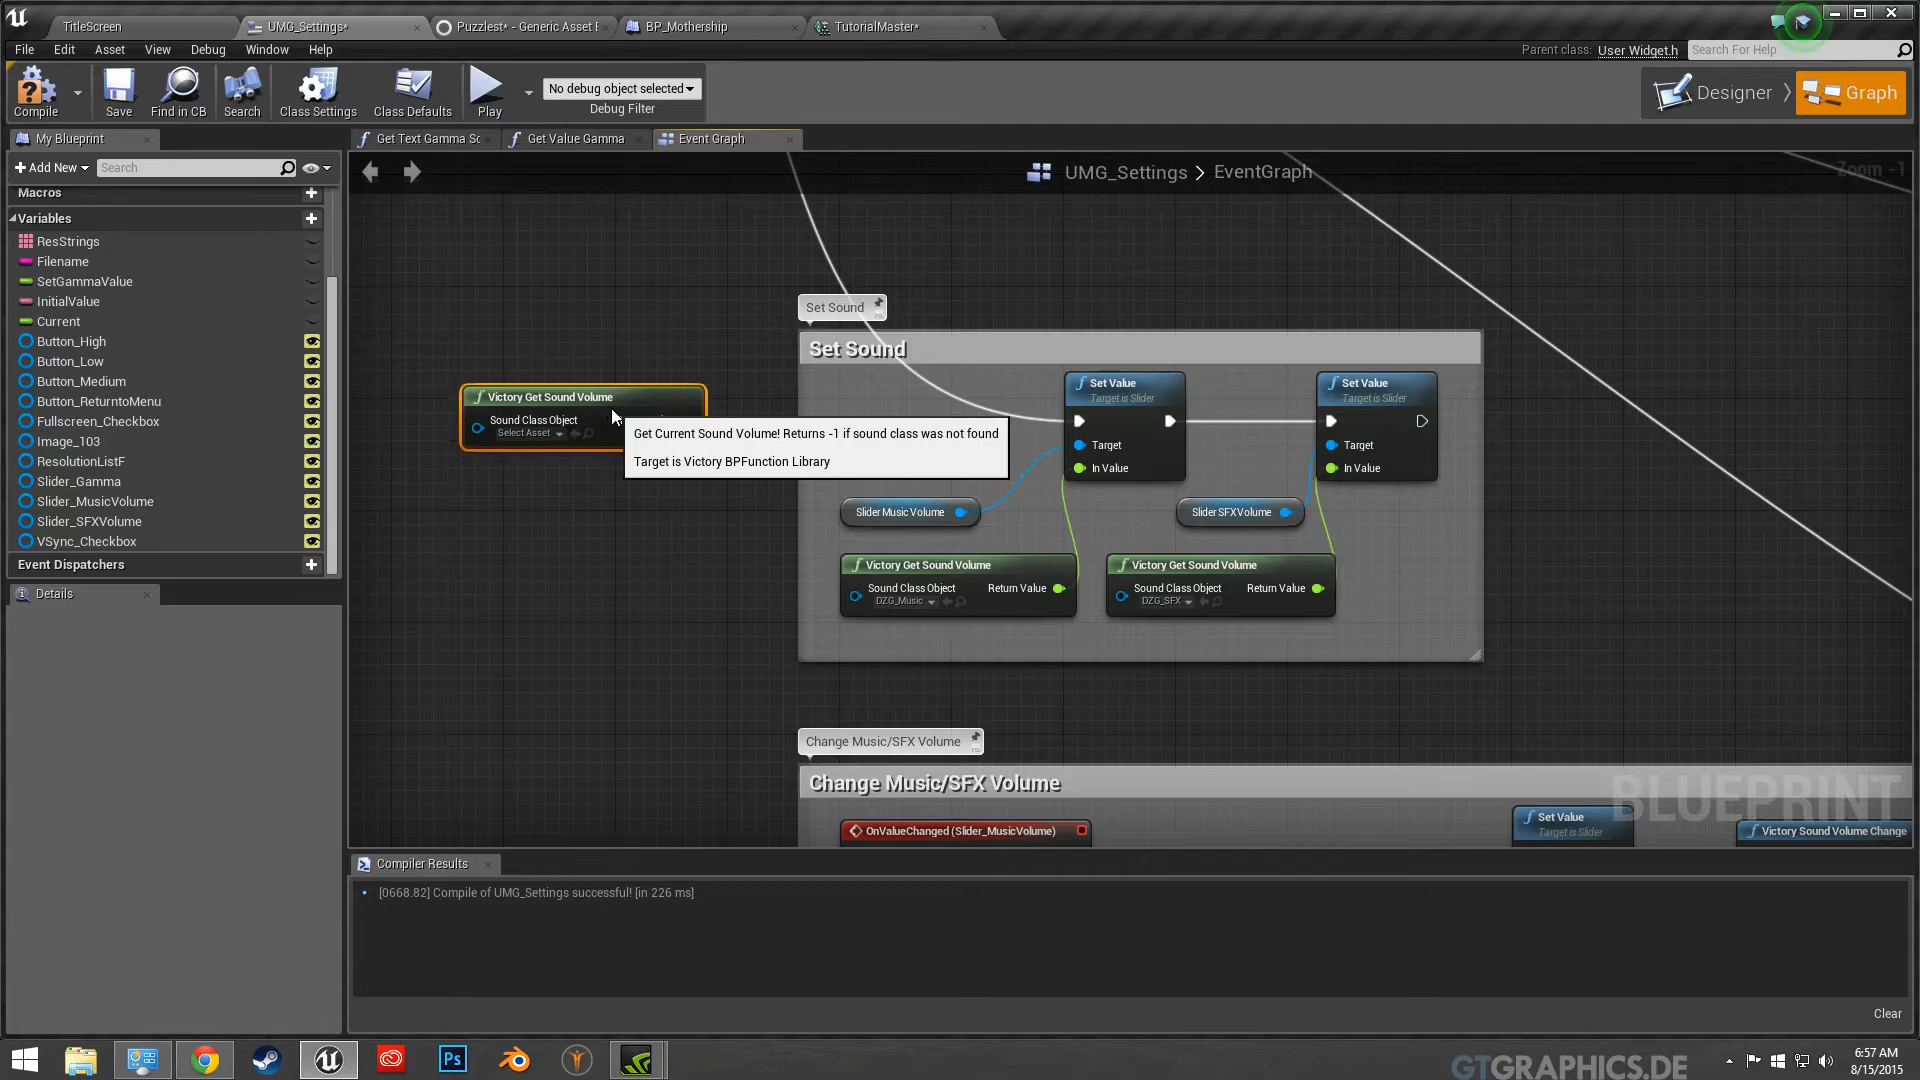 TitleScreen
UMG_Settings*
Puzzlest* - Generic Asset E
BP_Mothership
TutorialMaster*
File Edit Asset View Debug Window Help
Parent class: User Widget.h
Search For Help
Compile
Save
Find in CB
Search
Class Settings
Class Defaults
Play
No debug object selected
Debug Filter
Designer
Graph
My Blueprint
Get Text Gamma Sc
Get Value Gamma
Event Graph
Add New
Search
UMG_Settings > EventGraph
Zoom -1
Macros
Variables
ResStrings
Filename
SetGammaValue
InitialValue
Current
Button_High
Button_Low
Button_Medium
Button_ReturntoMenu
Fullscreen_Checkbox
Image_103
ResolutionListF
Slider_Gamma
Slider_MusicVolume
Slider_SFXVolume
VSync_Checkbox
Event Dispatchers
Details
Set Sound
Set Sound
Victory Get Sound Volume
Sound Class Object
Select Asset
Get Current Sound Volume! Returns -1 if sound class was not found
Target is Victory BPFunction Library
Set Value
Target is Slider
Target
In Value
Set Value
Target is Slider
Target
In Value
Slider Music Volume
Slider SFXVolume
Victory Get Sound Volume
Sound Class Object
DZG_Music
Return Value
Victory Get Sound Volume
Sound Class Object
DZG_SFX
Return Value
Change Music/SFX Volume
Change Music/SFX Volume
BLUEPRINT
OnValueChanged (Slider_MusicVolume)
Set Value
Target is Slider
Victory Sound Volume Change
Compiler Results
[0668.82] Compile of UMG_Settings successful! [in 226 ms]
Clear
Ps
GTGRAPHICS.DE
6:57 AM
8/15/2015